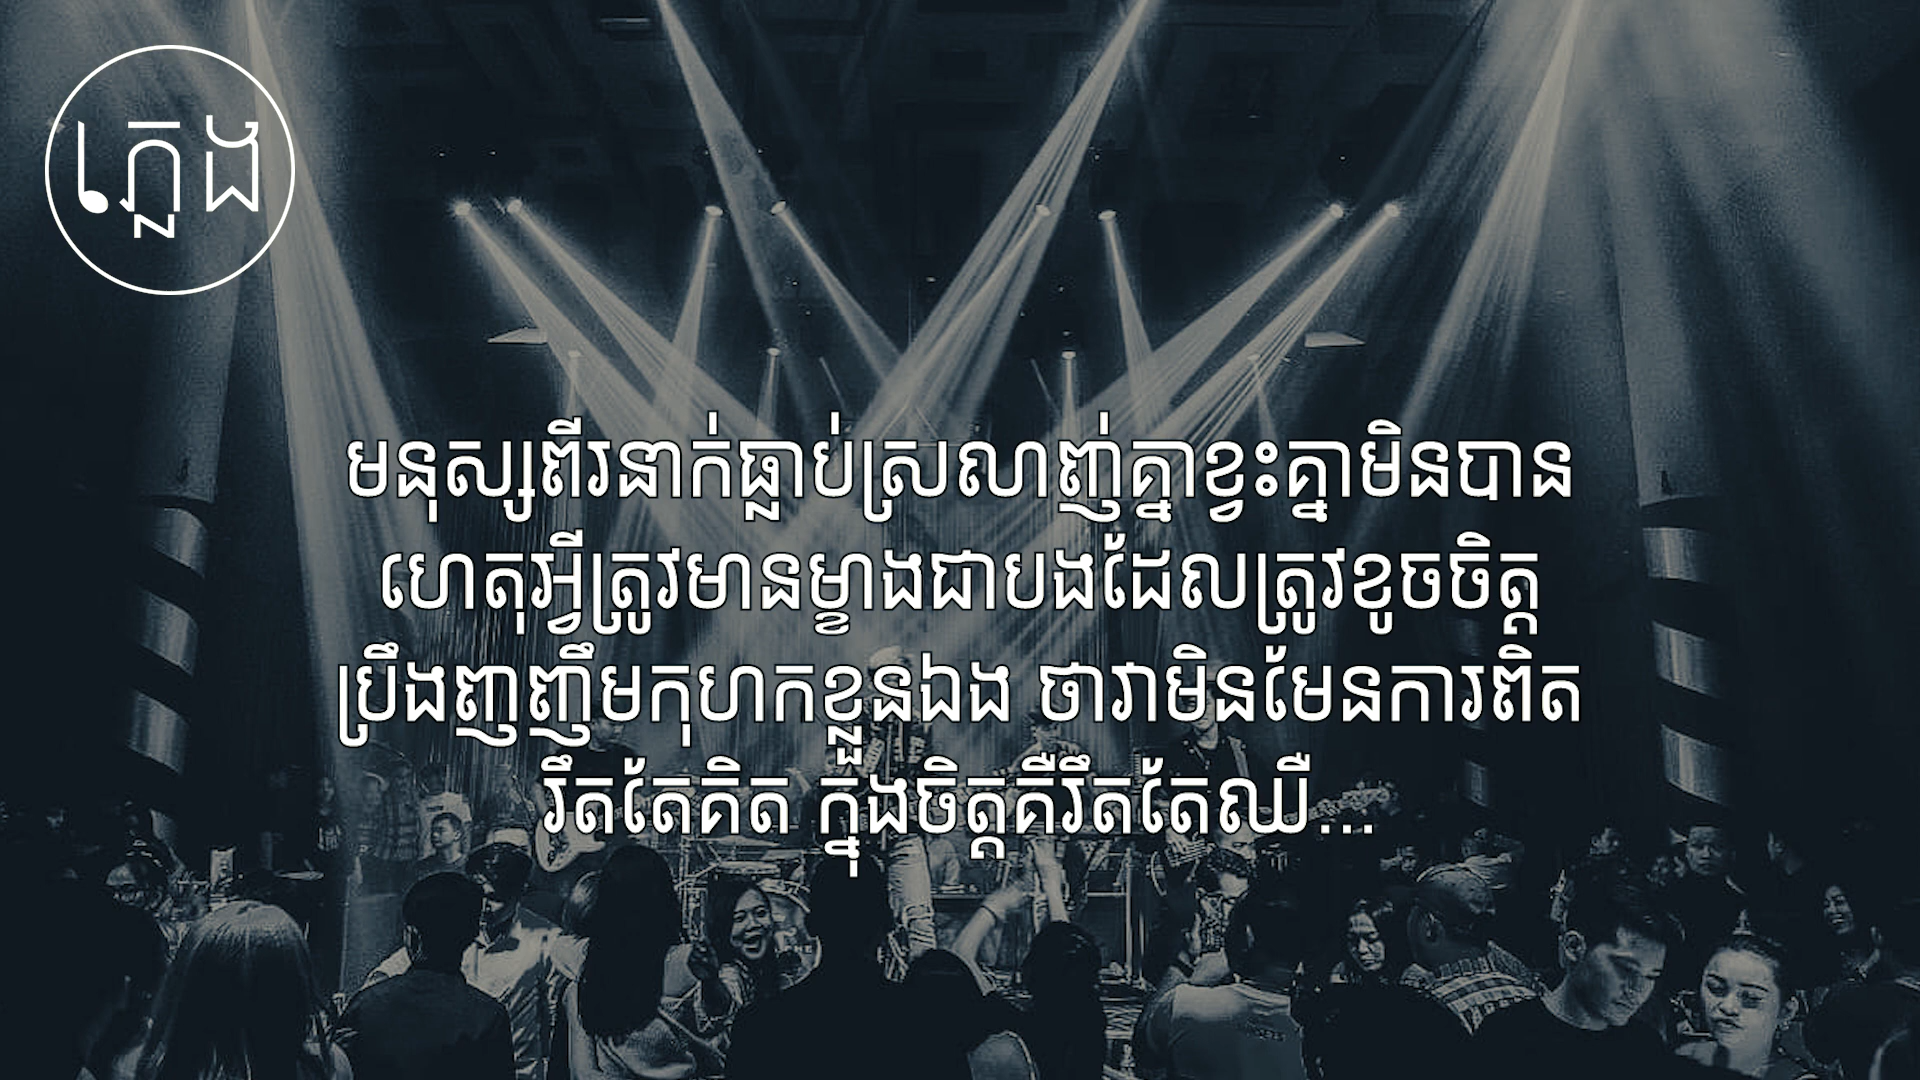 ភ្លេង
មនុស្សពីរនាក់ធ្លាប់ស្រលាញ់គ្នាខ្វះគ្នាមិនបាន
ហេតុអ្វីត្រូវមានម្ខាងជាបងដែលត្រូវខូចចិត្ត
ប្រឹងញញឹមកុហកខ្លួនឯង ថាវាមិនមែនការពិត
រឹតតែគិត ក្នុងចិត្តគឺរឹតតែឈឺ...